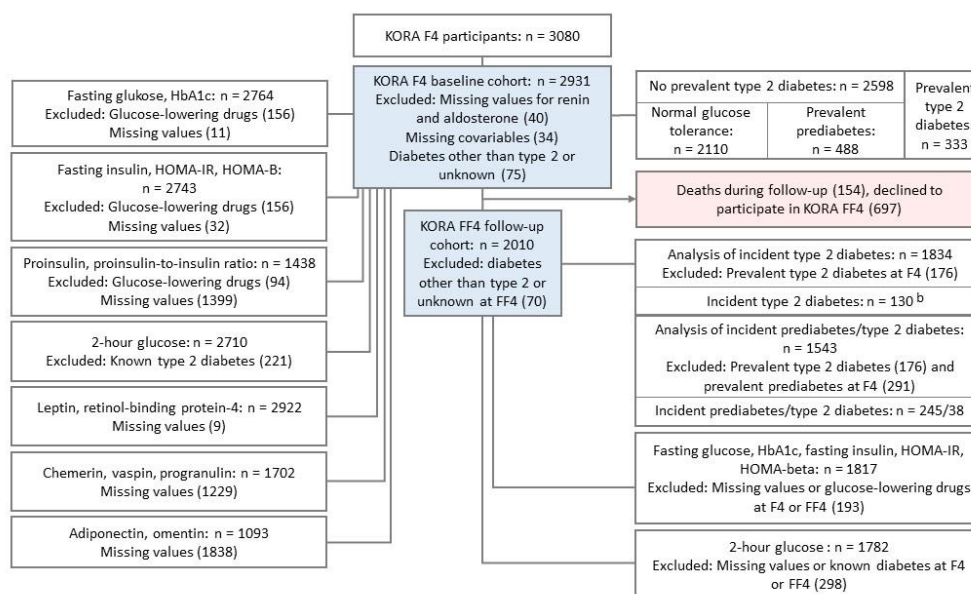 KORA F4 participants: n = 3080
KORA F4 baseline cohort: n = 2931
Excluded: Missing values for renin
and aldosterone (40)
Missing covariables (34)
Diabetes other than type 2 or
unknown (75)
No prevalent type 2 diabetes: n = 2598
Normal glucose
tolerance:
n = 2110
Prevalent
prediabetes:
n = 488
Prevalent
type 2
diabetes:
n = 333
Fasting glukose, HbA1c: n = 2764
Excluded: Glucose-lowering drugs (156)
Missing values (11)
Fasting insulin, HOMA-IR, HOMA-B:
n = 2743
Excluded: Glucose-lowering drugs (156)
Missing values (32)
Proinsulin, proinsulin-to-insulin ratio: n = 1438
Excluded: Glucose-lowering drugs (94)
Missing values (1399)
2-hour glucose: n = 2710
Excluded: Known type 2 diabetes (221)
Leptin, retinol-binding protein-4: n = 2922
Missing values (9)
Chemerin, vaspin, progranulin: n = 1702
Missing values (1229)
Adiponectin, omentin: n = 1093
Missing values (1838)
Deaths during follow-up (154), declined to
participate in KORA FF4 (697)
KORA FF4 follow-up
cohort: n = 2010
Excluded: diabetes
other than type 2 or
unknown at FF4 (70)
Analysis of incident type 2 diabetes: n = 1834
Excluded: Prevalent type 2 diabetes at F4 (176)
Incident type 2 diabetes: n = 130 b
Analysis of incident prediabetes/type 2 diabetes:
n = 1543
Excluded: Prevalent type 2 diabetes (176) and
prevalent prediabetes at F4 (291)
Incident prediabetes/type 2 diabetes: n = 245/38
Fasting glucose, HbA1c, fasting insulin, HOMA-IR,
HOMA-beta: n = 1817
Excluded: Missing values or glucose-lowering drugs
at F4 or FF4 (193)
2-hour glucose : n = 1782
Excluded: Missing values or known diabetes at F4
or FF4 (298)